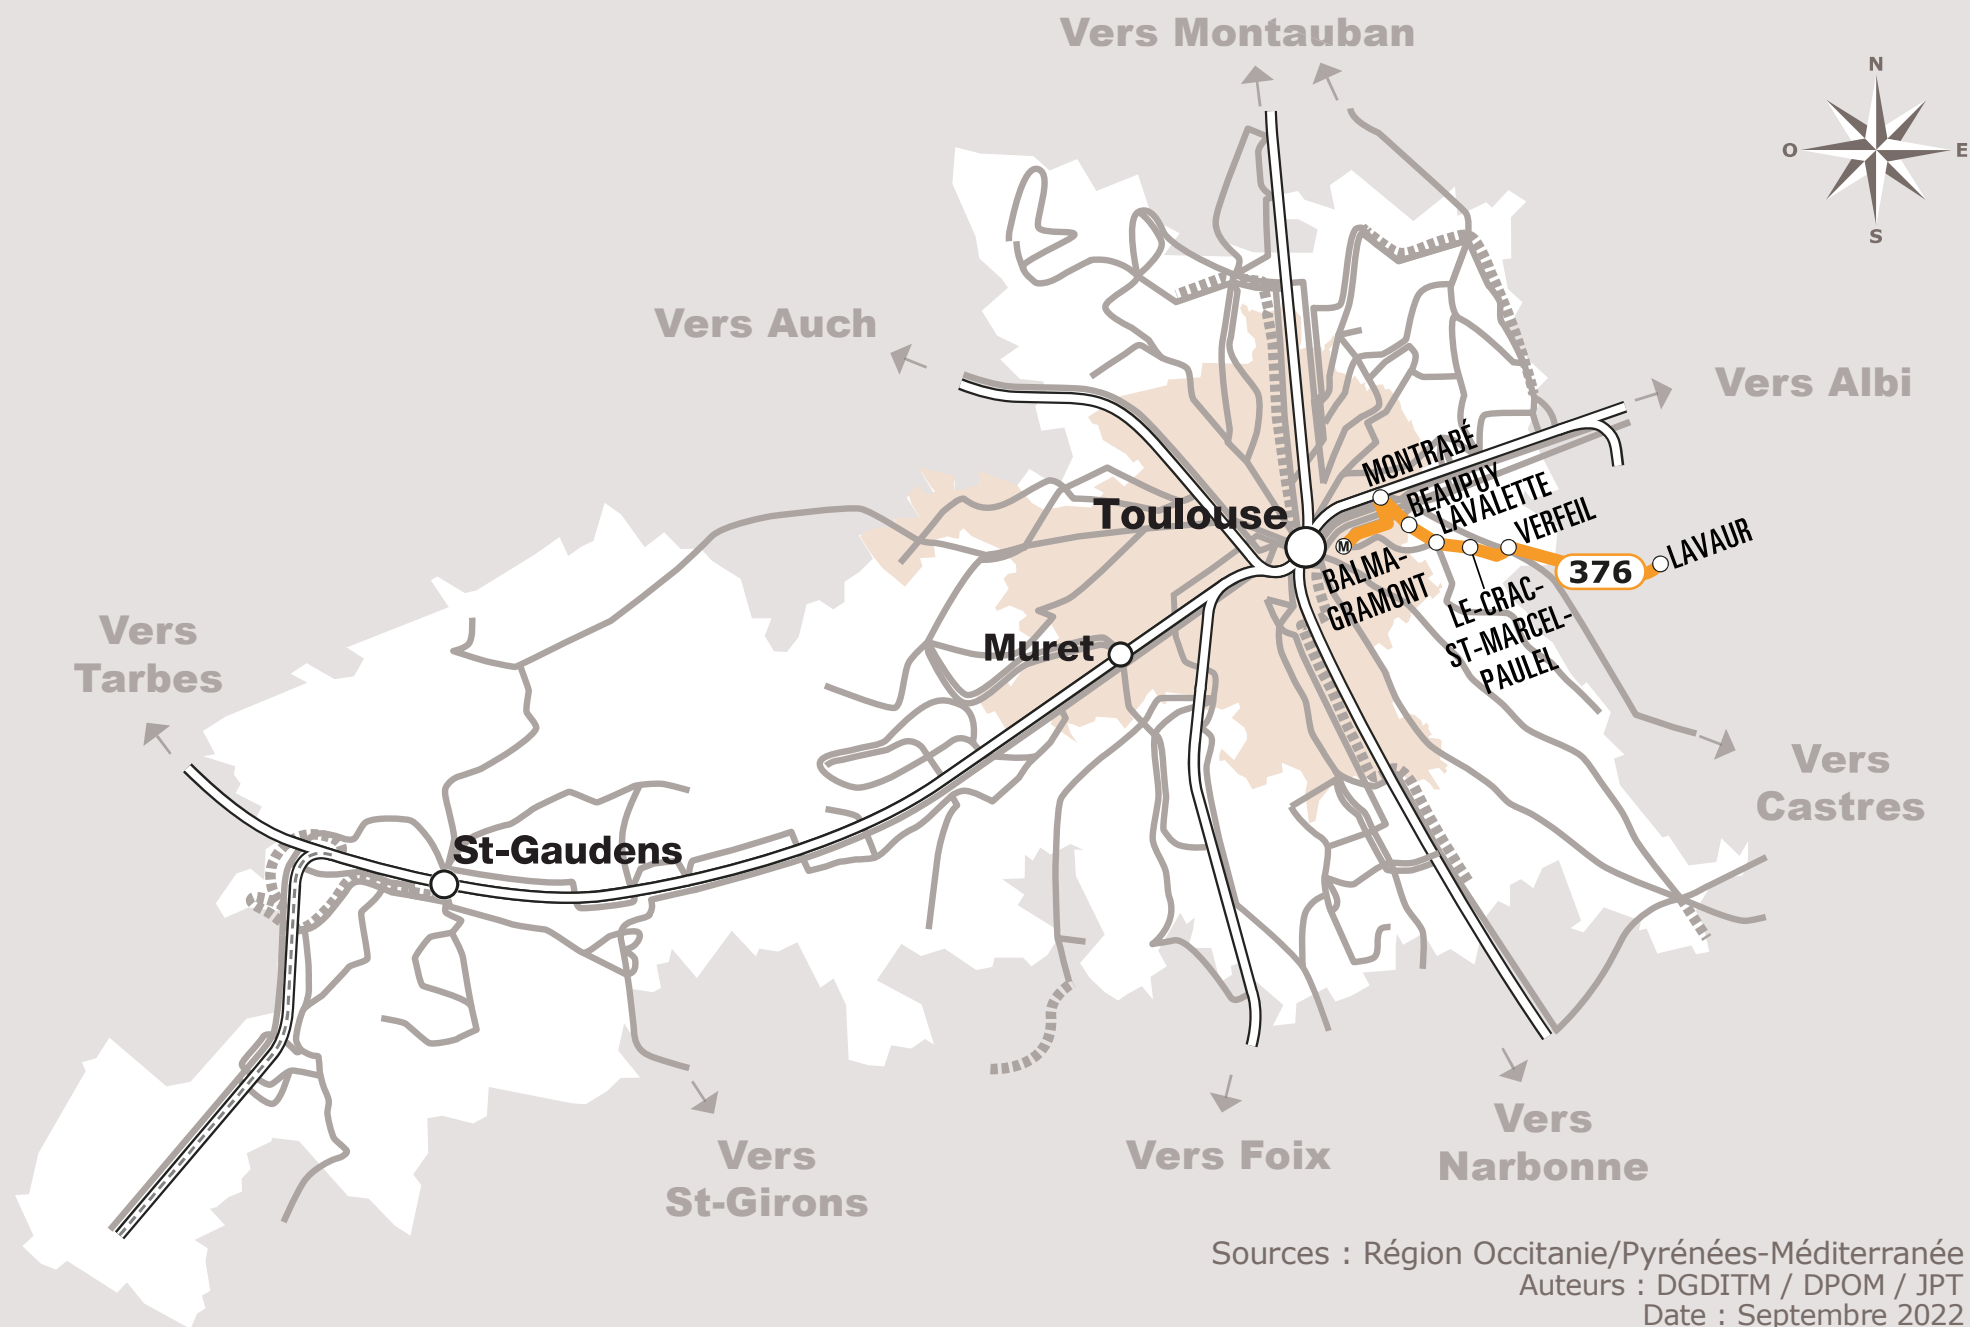 Vers Montauban
N
O
E
S
Vers Auch
Vers Albi
MONTRABÉ
BEAUPUY
LAVALETTE
VERFEIL
Toulouse
M
LAVAUR
376
BALMA-
GRAMONT
LE-CRAC-
ST-MARCEL-
PAULEL
Muret
Vers
Tarbes
Vers
Castres
St-Gaudens
Vers
St-Girons
Vers Foix
Vers
Narbonne
Sources : Région Occitanie/Pyrénées-Méditerranée
Auteurs : DGDITM / DPOM / JPT
Date : Septembre 2022